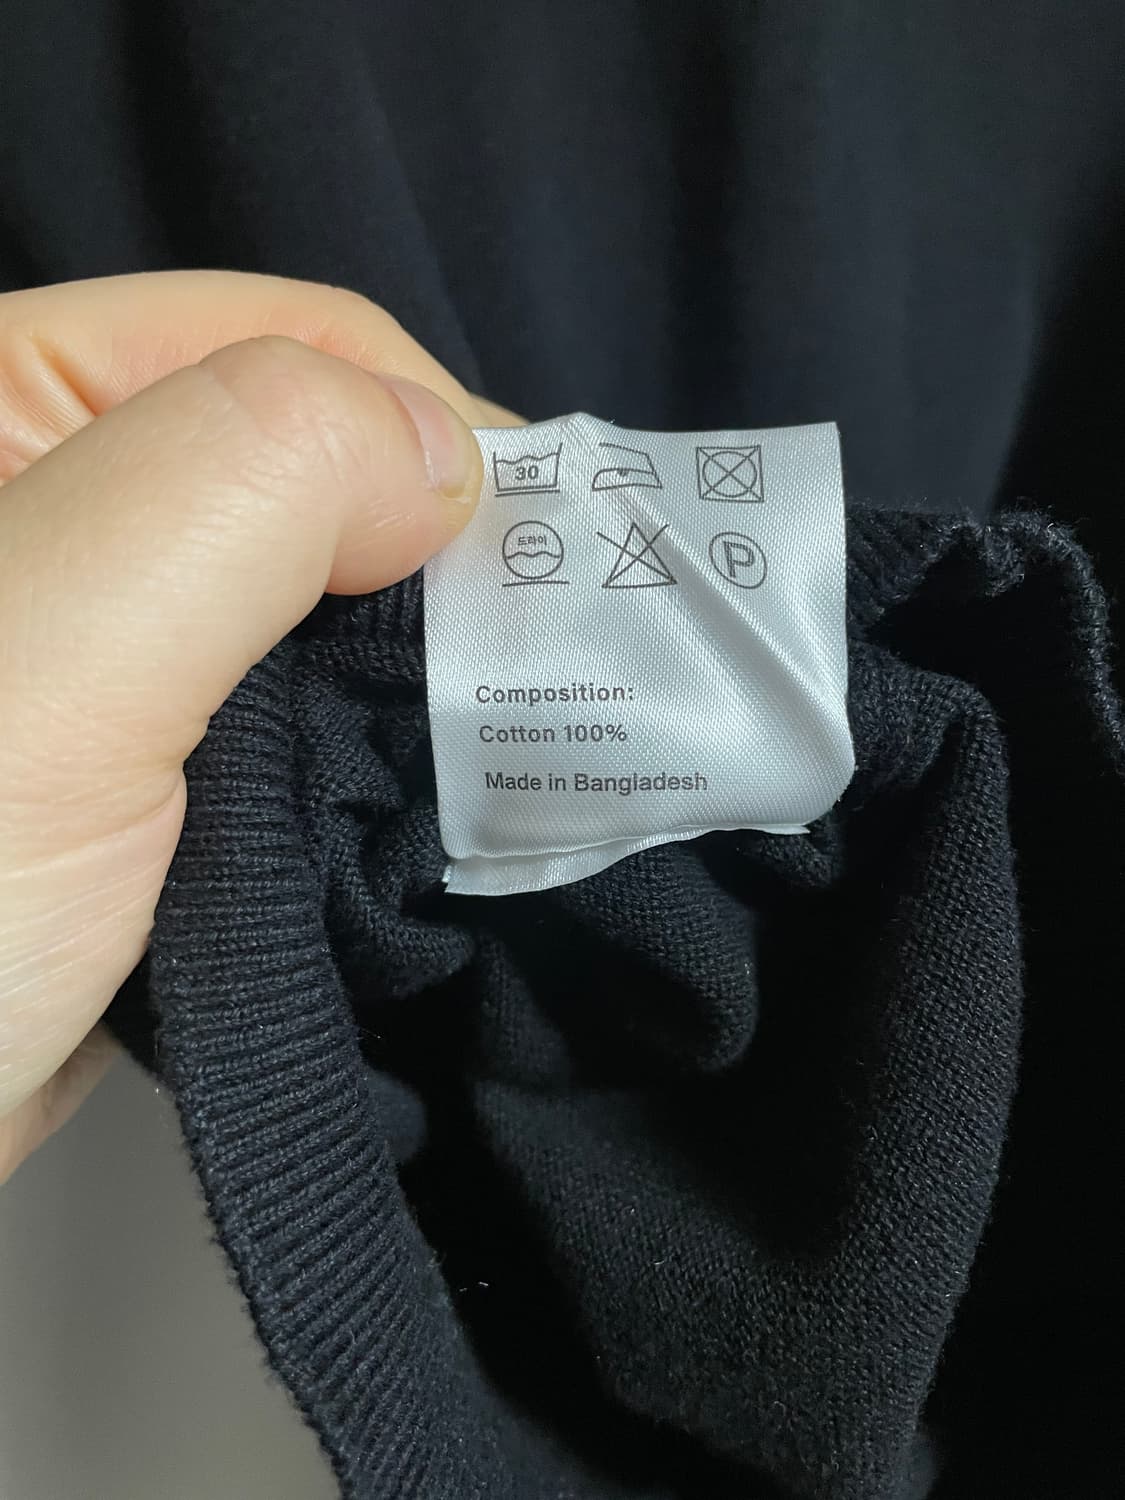 30
드라이
P
Composition:
Cotton 100%
Made in Bangladesh